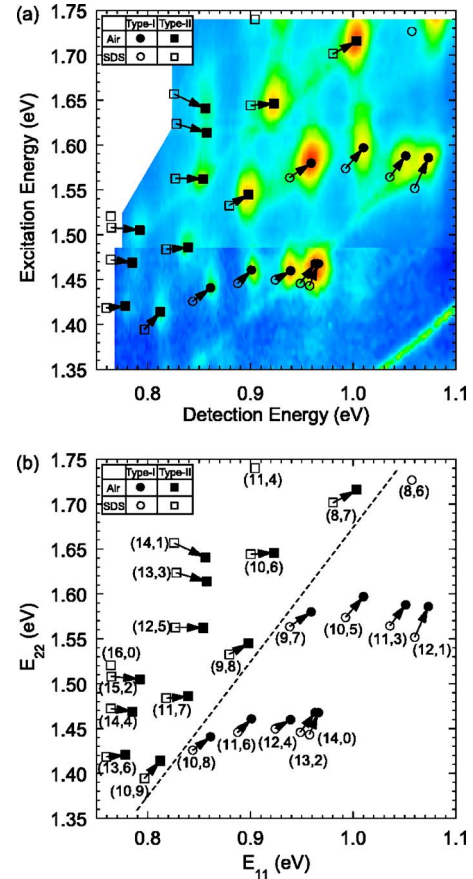 (a)
Type-I Type-II
Air
SDS
Excitation Energy (eV)
1.75
1.70
1.65
1.60
1.55
1.50
1.45
1.40
1.35
0.8 0.9 1.0 1.1
Detection Energy (eV)
(b)
Type-I Type-II
Air
SDS
E22 (eV)
1.75
1.70
1.65
1.60
1.55
1.50
1.45
1.40
1.35
(11,4)
(8,6)
(8,7)
(14,1)
(10,6)
(13,3)
(12,5)
(9,7)
(10,5)
(11,3)
(12,1)
(9,8)
(16,0)
(15,2)
(11,7)
(14,4)
(13,6)
(10,9)
(10,8)
(11,6)
(12,4)
(14,0)
(13,2)
0.8 0.9 1.0 1.1
E11 (eV)